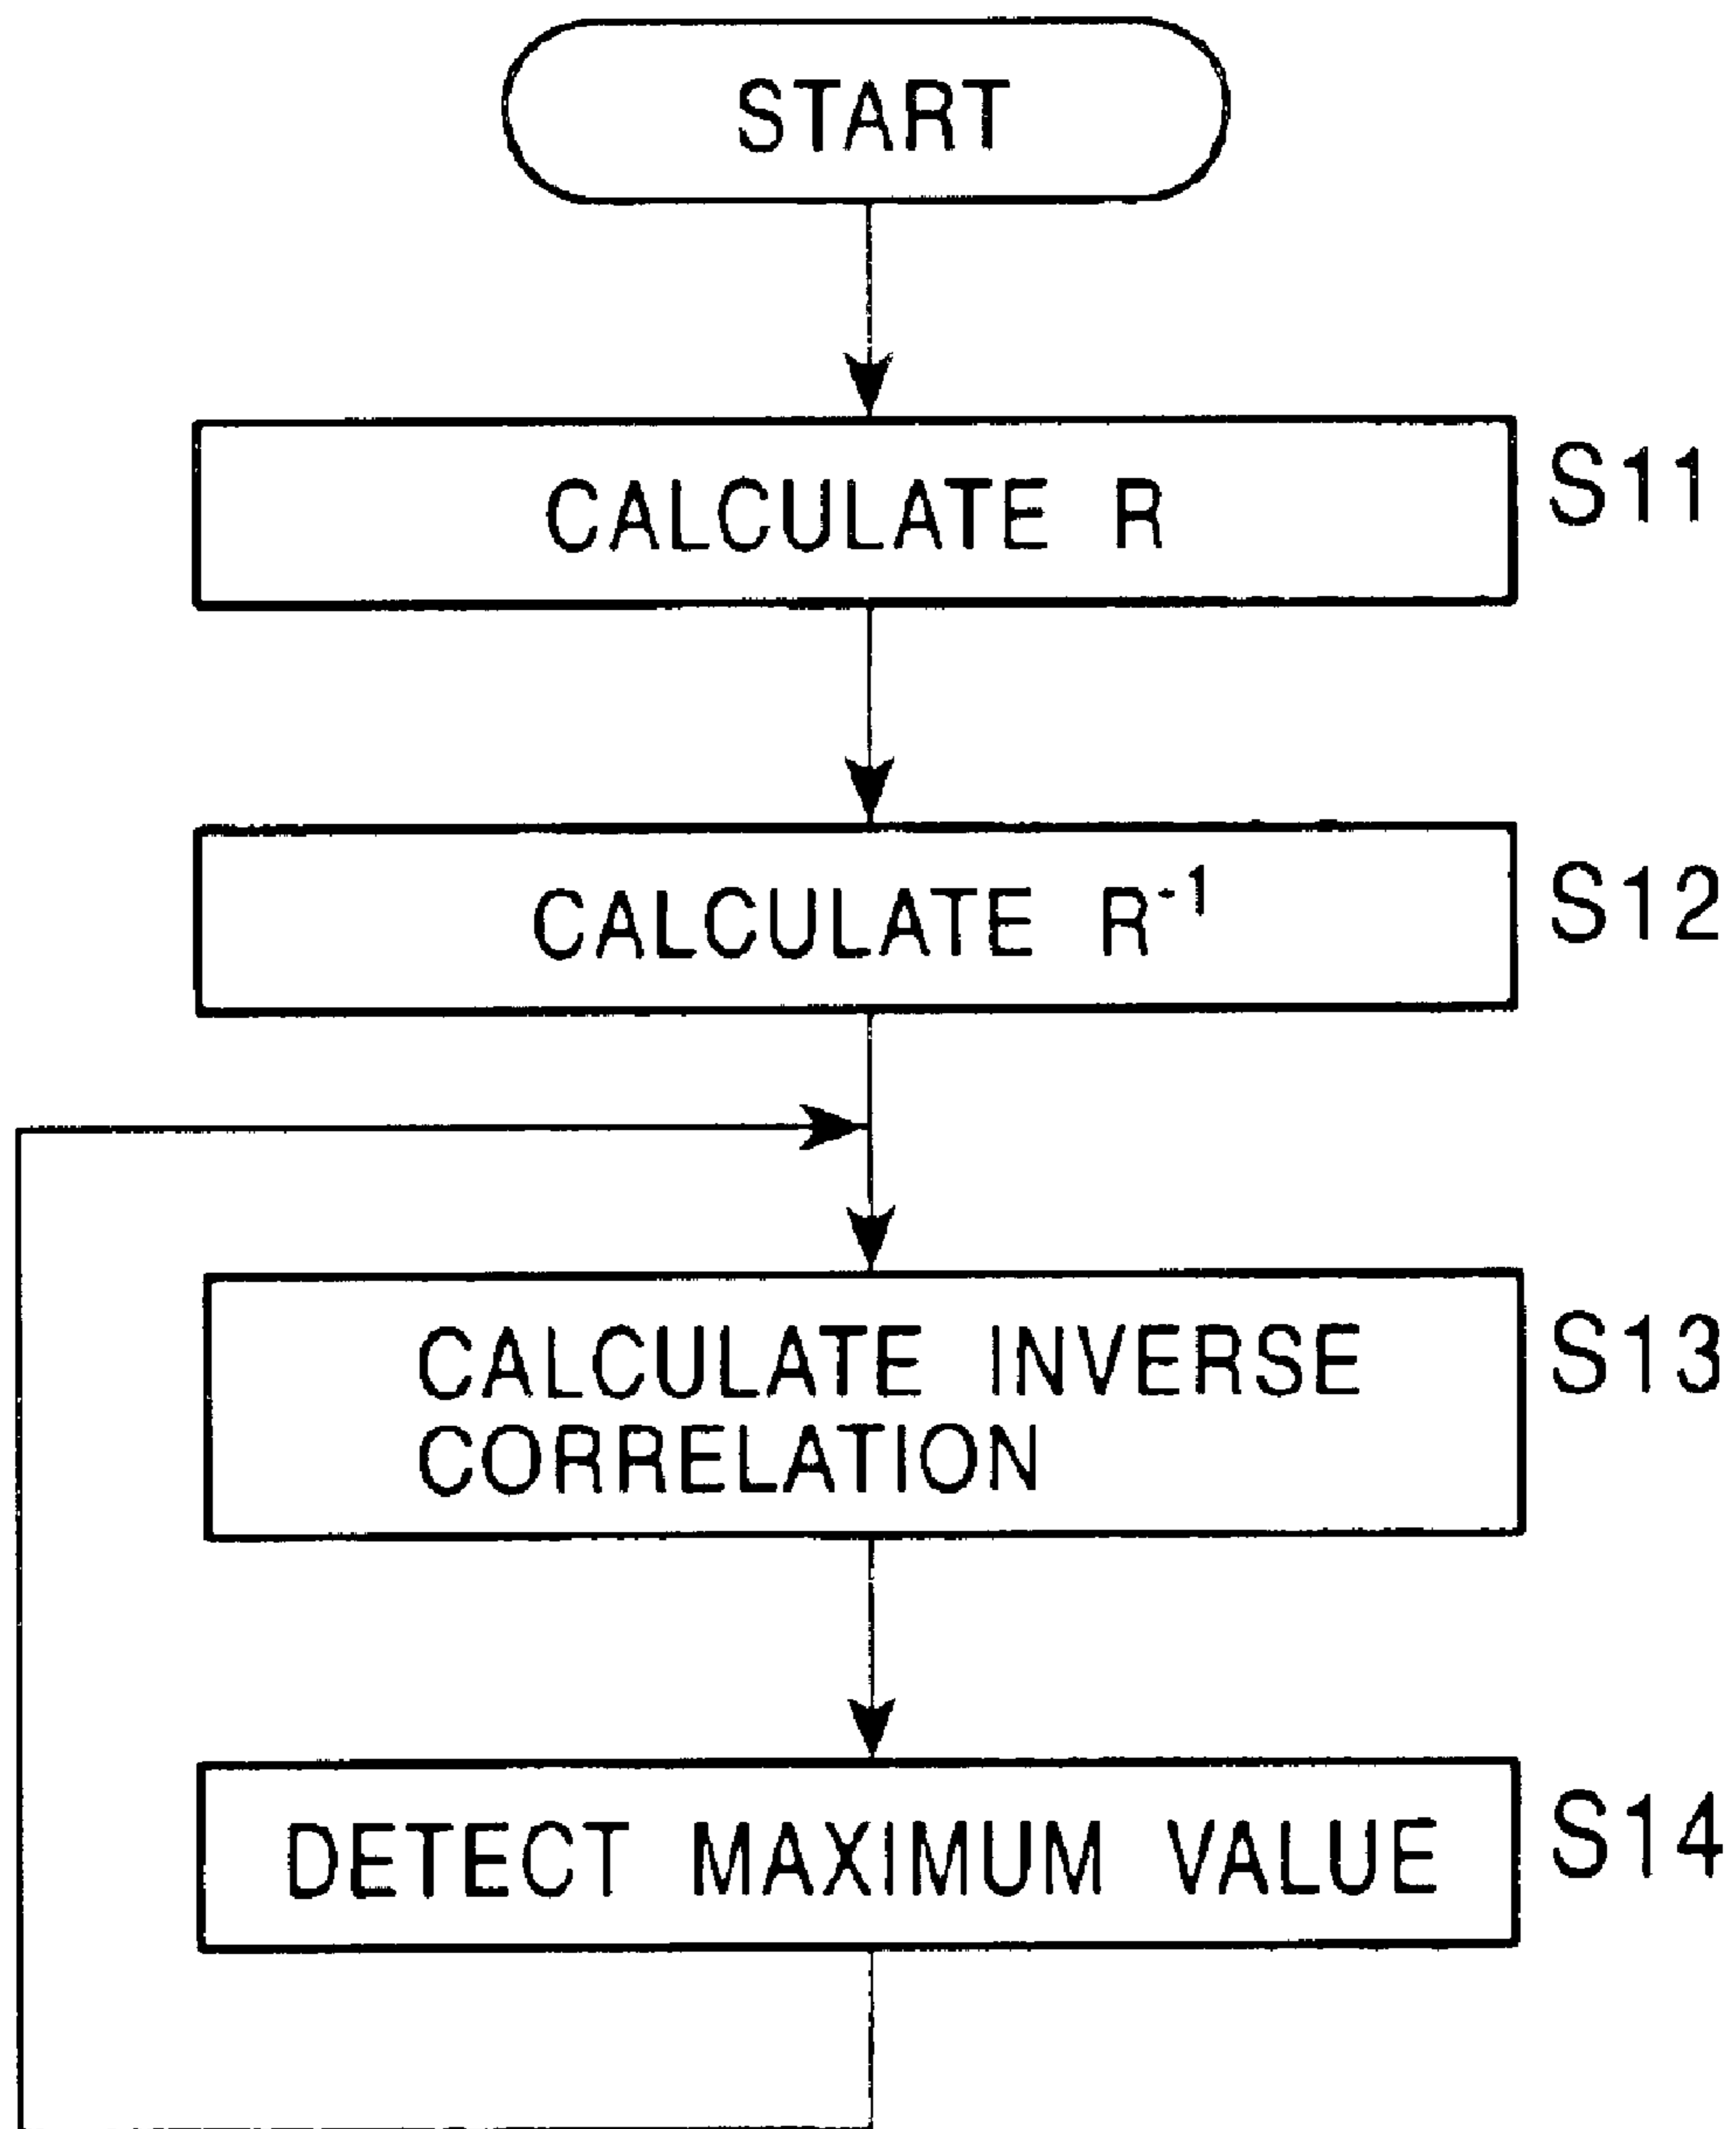 START
CALCULATE R
S11
CALCULATE R⁻¹
S12
CALCULATE INVERSE
CORRELATION
S13
DETECT MAXIMUM VALUE
S14